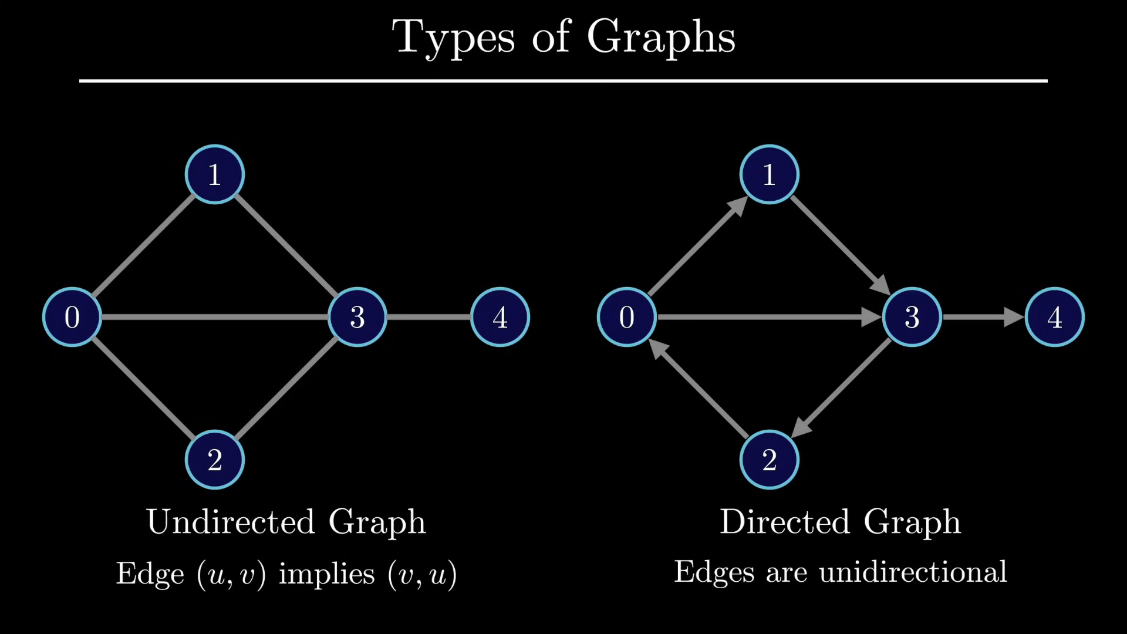 Types of Graphs
1
0
3
4
2
Undirected Graph
Edge (u, v) implies (v, u)
1
0
3
4
2
Directed Graph
Edges are unidirectional